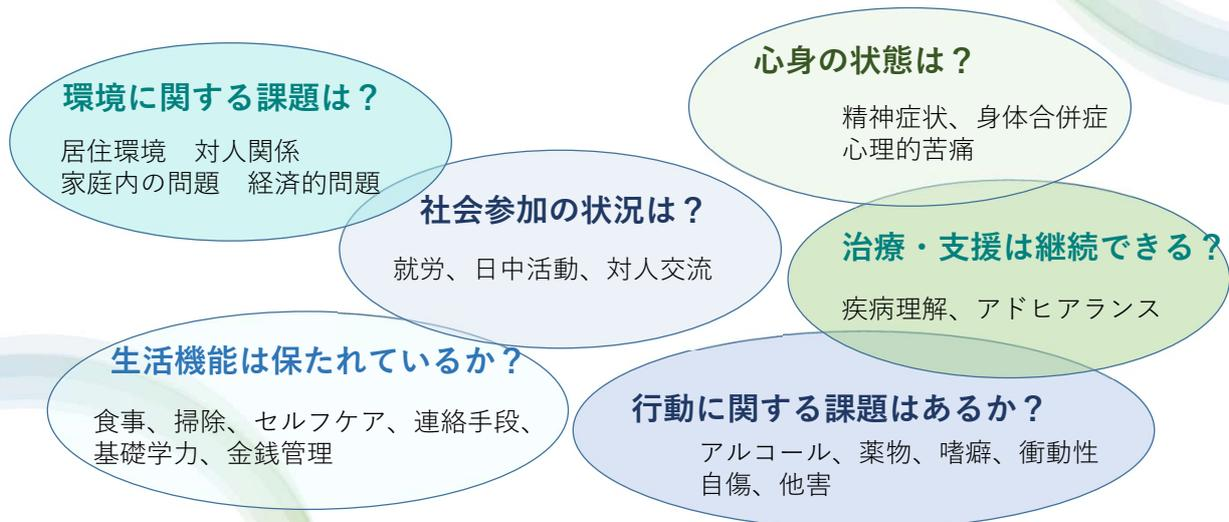 環境に関する課題は？
居住環境　対人関係
家庭内の問題　経済的問題
心身の状態は？
精神症状、身体合併症
心理的苦痛
社会参加の状況は？
就労、日中活動、対人交流
治療・支援は継続できる？
疾病理解、アドヒアランス
生活機能は保たれているか？
食事、掃除、セルフケア、連絡手段、
基礎学力、金銭管理
行動に関する課題はあるか？
アルコール、薬物、嗜癖、衝動性
自傷、他害